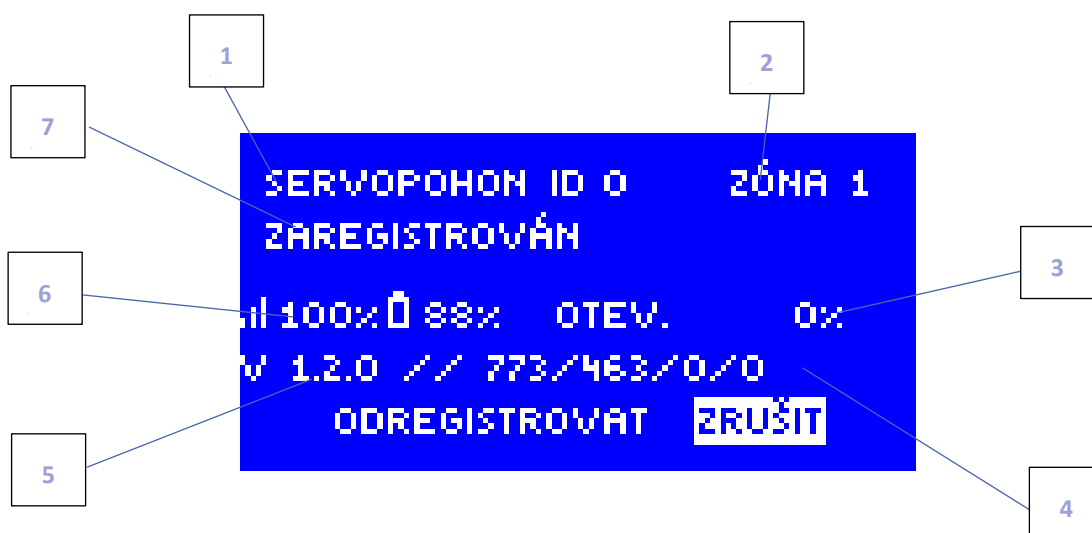 1
2
7
SERVOPOHON ID 0 ZÓNA 1
ZAREGISTROVÁN
3
6
100% 88% OTEV. 0%
V 1.2.0 // 773/463/0/0
ODREGISTROVAT ZRUŠIT
5
4